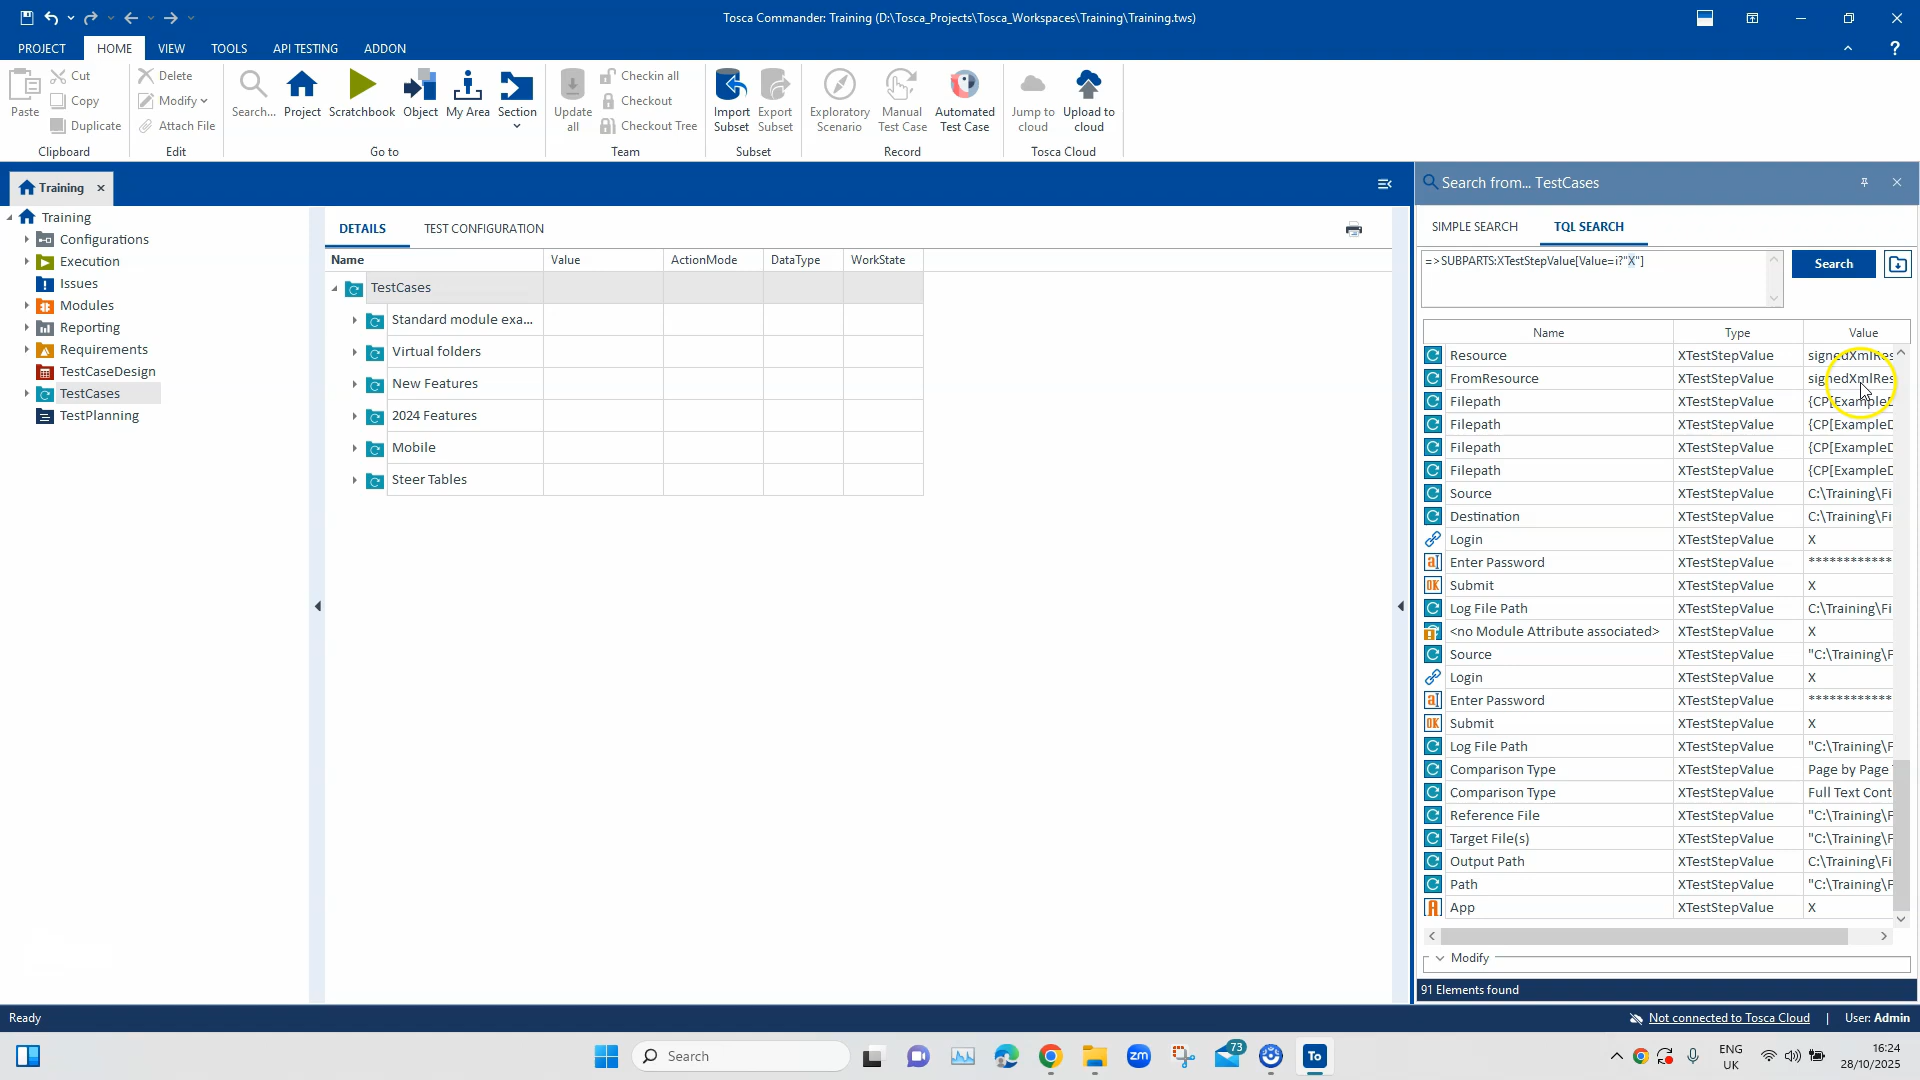 Tosca Commander: Training (D:\Tosca_Projects\Tosca_Workspaces\Training\Training.tws)
PROJECT HOME VIEW TOOLS API TESTING ADDON
Paste Cut Copy Duplicate Clipboard
Delete Modify Attach File Edit
Search... Project Scratchbook Object My Area Section Go to
Update all Checkin all Checkout Checkout Tree Team
Import Subset Export Subset Subset
Exploratory Scenario Manual Test Case Automated Test Case Record
Jump to cloud Upload to cloud Tosca Cloud
Training
Training
Configurations
Execution
Issues
Modules
Reporting
Requirements
TestCaseDesign
TestCases
TestPlanning
DETAILS TEST CONFIGURATION
Name Value ActionMode DataType WorkState
TestCases
Standard module exa...
Virtual folders
New Features
2024 Features
Mobile
Steer Tables
Search from... TestCases
SIMPLE SEARCH TQL SEARCH
=>SUBPARTS:XTestStepValue[Value=i?"X"]
Search
Name Type Value
Resource XTestStepValue signedXmlRes
FromResource XTestStepValue signedXmlRes
Filepath XTestStepValue {CP[ExampleD
Filepath XTestStepValue {CP[ExampleD
Filepath XTestStepValue {CP[ExampleD
Filepath XTestStepValue {CP[ExampleD
Source XTestStepValue C:\Training\Fi
Destination XTestStepValue C:\Training\Fi
Login XTestStepValue X
Enter Password XTestStepValue ************
Submit XTestStepValue X
Log File Path XTestStepValue C:\Training\Fi
<no Module Attribute associated> XTestStepValue X
Source XTestStepValue "C:\Training\F
Login XTestStepValue X
Enter Password XTestStepValue ************
Submit XTestStepValue X
Log File Path XTestStepValue "C:\Training\F
Comparison Type XTestStepValue Page by Page
Comparison Type XTestStepValue Full Text Cont
Reference File XTestStepValue "C:\Training\F
Target File(s) XTestStepValue "C:\Training\F
Output Path XTestStepValue C:\Training\Fi
Path XTestStepValue "C:\Training\F
App XTestStepValue X
Modify
91 Elements found
Ready Not connected to Tosca Cloud | User: Admin
Search zm 73 To ENG UK 16:24 28/10/2025